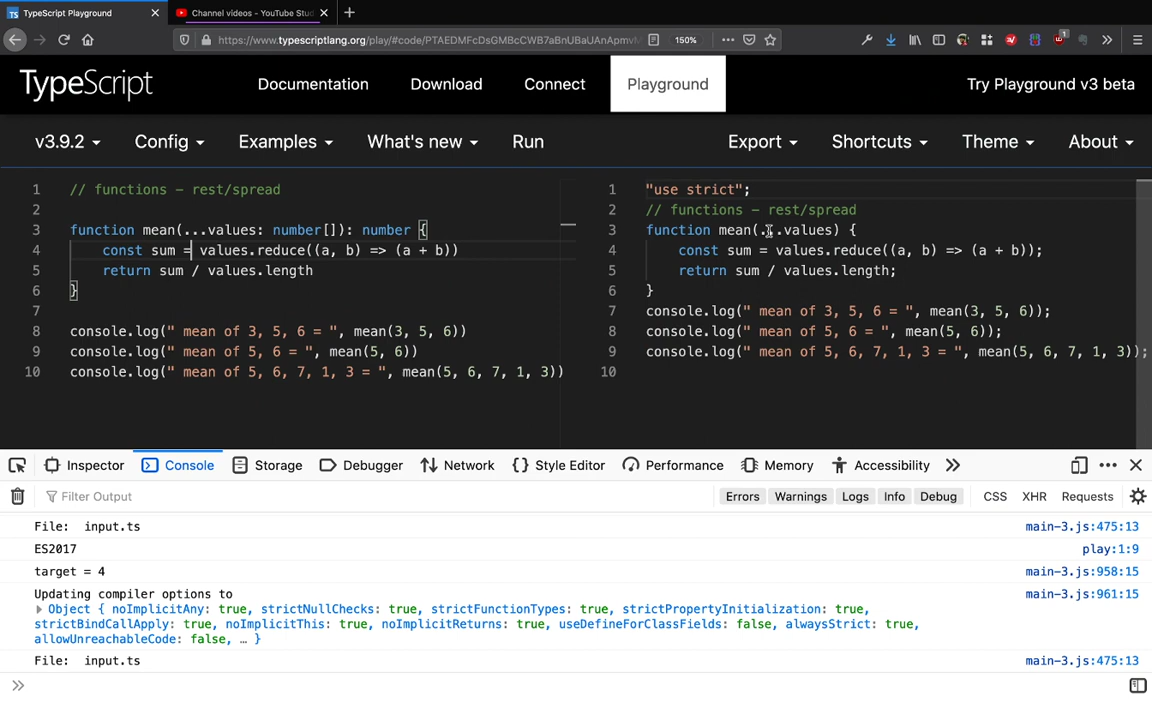 TS TypeScript Playground
Channel videos - YouTube Stud
https://www.typescriptlang.org/play/#code/PTAEDMFcDsGMBcCWB7aBnUBaUAnApmvM
150%
1
TypeScript
Documentation
Download
Connect
Playground
Try Playground v3 beta
v3.9.2
Config
Examples
What's new
Run
Export
Shortcuts
Theme
About
1 // functions - rest/spread
2
3 function mean(...values: number[]): number {
4 const sum = values.reduce((a, b) => (a + b))
5 return sum / values.length
6 }
7
8 console.log(" mean of 3, 5, 6 = ", mean(3, 5, 6))
9 console.log(" mean of 5, 6 = ", mean(5, 6))
10 console.log(" mean of 5, 6, 7, 1, 3 = ", mean(5, 6, 7, 1, 3))
1 "use strict";
2 // functions - rest/spread
3 function mean(...values) {
4 const sum = values.reduce((a, b) => (a + b));
5 return sum / values.length;
6 }
7 console.log(" mean of 3, 5, 6 = ", mean(3, 5, 6));
8 console.log(" mean of 5, 6 = ", mean(5, 6));
9 console.log(" mean of 5, 6, 7, 1, 3 = ", mean(5, 6, 7, 1, 3));
10
Inspector
Console
Storage
Debugger
Network
Style Editor
Performance
Memory
Accessibility
Filter Output
Errors
Warnings
Logs
Info
Debug
CSS
XHR
Requests
File: input.ts main-3.js:475:13
ES2017 play:1:9
target = 4 main-3.js:958:15
Updating compiler options to main-3.js:961:15
Object { noImplicitAny: true, strictNullChecks: true, strictFunctionTypes: true, strictPropertyInitialization: true,
strictBindCallApply: true, noImplicitThis: true, noImplicitReturns: true, useDefineForClassFields: false, alwaysStrict: true,
allowUnreachableCode: false, … }
File: input.ts main-3.js:475:13